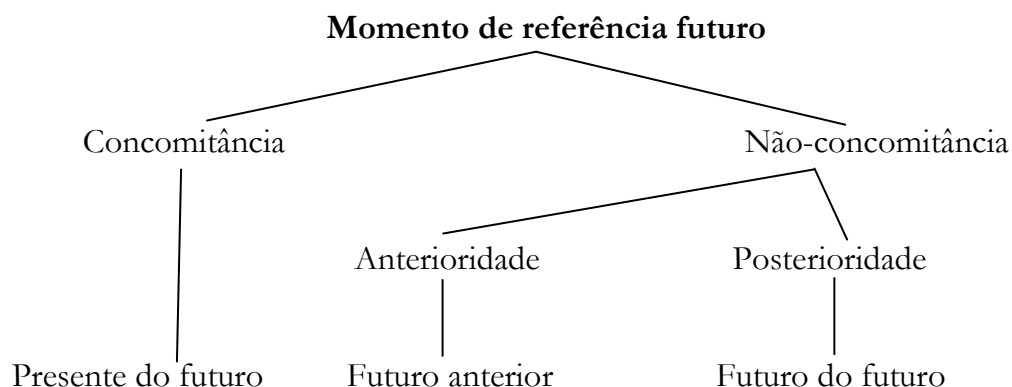 Momento de referência futuro
Concomitância Não-concomitância
Anterioridade Posterioridade
Presente do futuro Futuro anterior Futuro do futuro